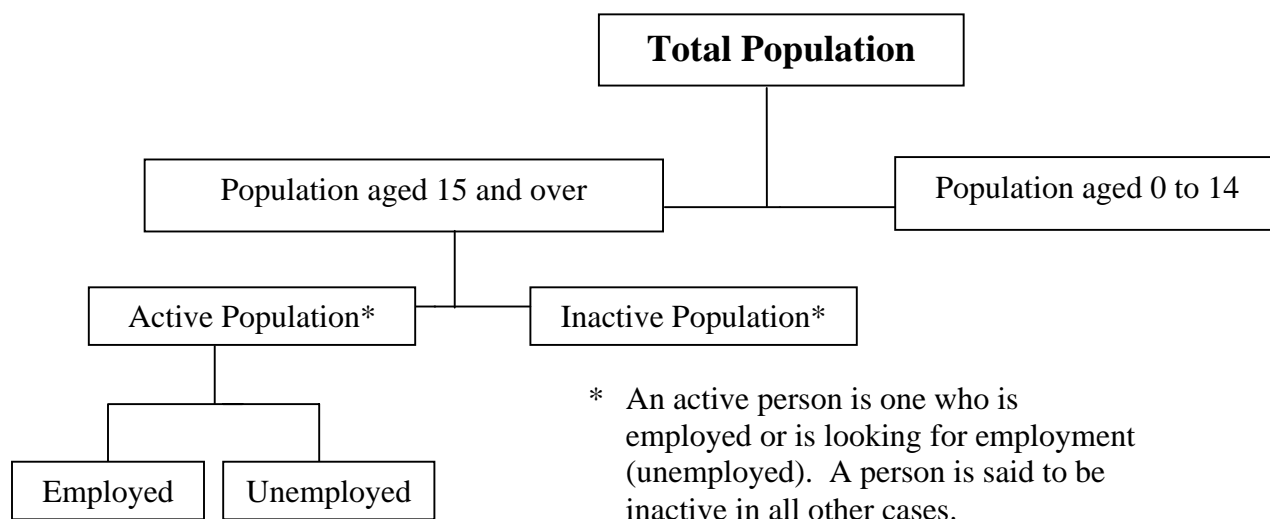 Total Population
Population aged 15 and over
Population aged 0 to 14
Active Population*
Inactive Population*
Employed
Unemployed
* An active person is one who is
employed or is looking for employment
(unemployed). A person is said to be
inactive in all other cases.